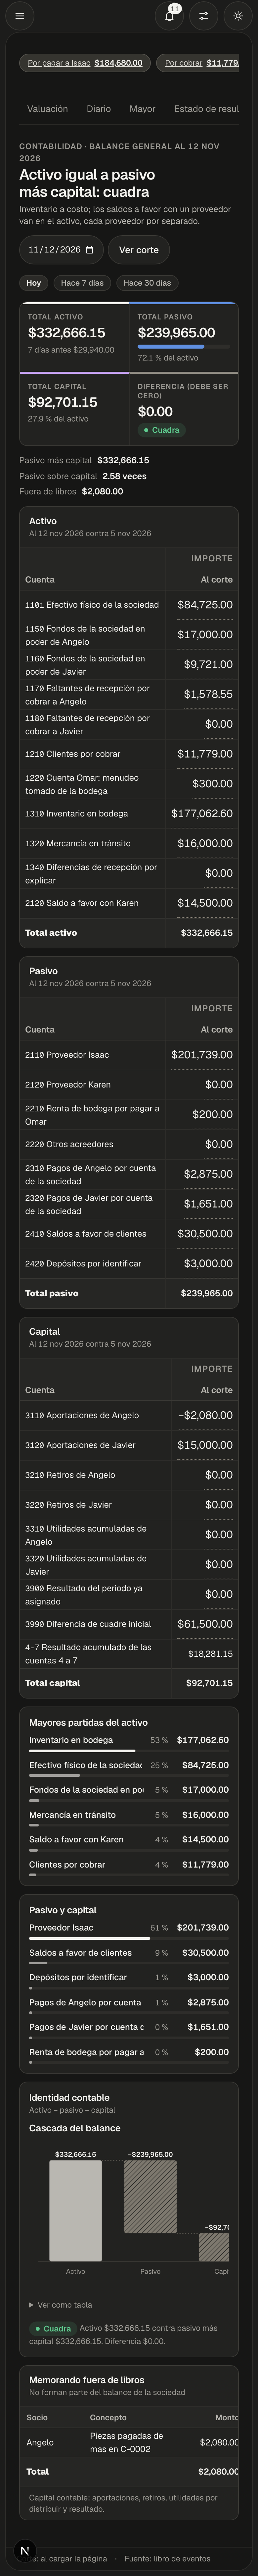 11
Por pagar a Isaac $184,680.00
Por cobrar $11,779.
Valuación Diario Mayor Estado de resul
CONTABILIDAD · BALANCE GENERAL AL 12 NOV
2026
Activo igual a pasivo
más capital: cuadra
Inventario a costo; los saldos a favor con un proveedor
van en el activo, cada proveedor por separado.
11/12/2026 Ver corte
Hoy Hace 7 días Hace 30 días
TOTAL ACTIVO
$332,666.15
7 días antes $29,940.00
TOTAL PASIVO
$239,965.00
72.1 % del activo
TOTAL CAPITAL
$92,701.15
27.9 % del activo
DIFERENCIA (DEBE SER
CERO)
$0.00
Cuadra
Pasivo más capital $332,666.15
Pasivo sobre capital 2.58 veces
Fuera de libros $2,080.00
Activo
Al 12 nov 2026 contra 5 nov 2026
IMPORTE
Cuenta Al corte
1101 Efectivo físico de la sociedad $84,725.00
1150 Fondos de la sociedad en
poder de Angelo $17,000.00
1160 Fondos de la sociedad en
poder de Javier $9,721.00
1170 Faltantes de recepción por
cobrar a Angelo $1,578.55
1180 Faltantes de recepción por
cobrar a Javier $0.00
1210 Clientes por cobrar $11,779.00
1220 Cuenta Omar: menudeo
tomado de la bodega $300.00
1310 Inventario en bodega $177,062.60
1320 Mercancía en tránsito $16,000.00
1340 Diferencias de recepción por
explicar $0.00
2120 Saldo a favor con Karen $14,500.00
Total activo $332,666.15
Pasivo
Al 12 nov 2026 contra 5 nov 2026
IMPORTE
Cuenta Al corte
2110 Proveedor Isaac $201,739.00
2120 Proveedor Karen $0.00
2210 Renta de bodega por pagar a
Omar $200.00
2220 Otros acreedores $0.00
2310 Pagos de Angelo por cuenta
de la sociedad $2,875.00
2320 Pagos de Javier por cuenta
de la sociedad $1,651.00
2410 Saldos a favor de clientes $30,500.00
2420 Depósitos por identificar $3,000.00
Total pasivo $239,965.00
Capital
Al 12 nov 2026 contra 5 nov 2026
IMPORTE
Cuenta Al corte
3110 Aportaciones de Angelo −$2,080.00
3120 Aportaciones de Javier $15,000.00
3210 Retiros de Angelo $0.00
3220 Retiros de Javier $0.00
3310 Utilidades acumuladas de
Angelo $0.00
3320 Utilidades acumuladas de
Javier $0.00
3900 Resultado del periodo ya
asignado $0.00
3990 Diferencia de cuadre inicial $61,500.00
4-7 Resultado acumulado de las
cuentas 4 a 7 $18,281.15
Total capital $92,701.15
Mayores partidas del activo
Inventario en bodega 53 % $177,062.60
Efectivo físico de la sociedad 25 % $84,725.00
Fondos de la sociedad en po 5 % $17,000.00
Mercancía en tránsito 5 % $16,000.00
Saldo a favor con Karen 4 % $14,500.00
Clientes por cobrar 4 % $11,779.00
Pasivo y capital
Proveedor Isaac 61 % $201,739.00
Saldos a favor de clientes 9 % $30,500.00
Depósitos por identificar 1 % $3,000.00
Pagos de Angelo por cuenta 1 % $2,875.00
Pagos de Javier por cuenta c 0 % $1,651.00
Renta de bodega por pagar a 0 % $200.00
Identidad contable
Activo − pasivo − capital
Cascada del balance
$332,666.15 −$239,965.00 −$92,70
Activo Pasivo Capi
Ver como tabla
Cuadra Activo $332,666.15 contra pasivo más
capital $332,666.15. Diferencia $0.00.
Memorando fuera de libros
No forman parte del balance de la sociedad
Socio Concepto Monto
Angelo Piezas pagadas de
mas en C-0002 $2,080.00
Total $2,080.00
Capital contable: aportaciones, retiros, utilidades por
distribuir y resultado.
N
: al cargar la página · Fuente: libro de eventos